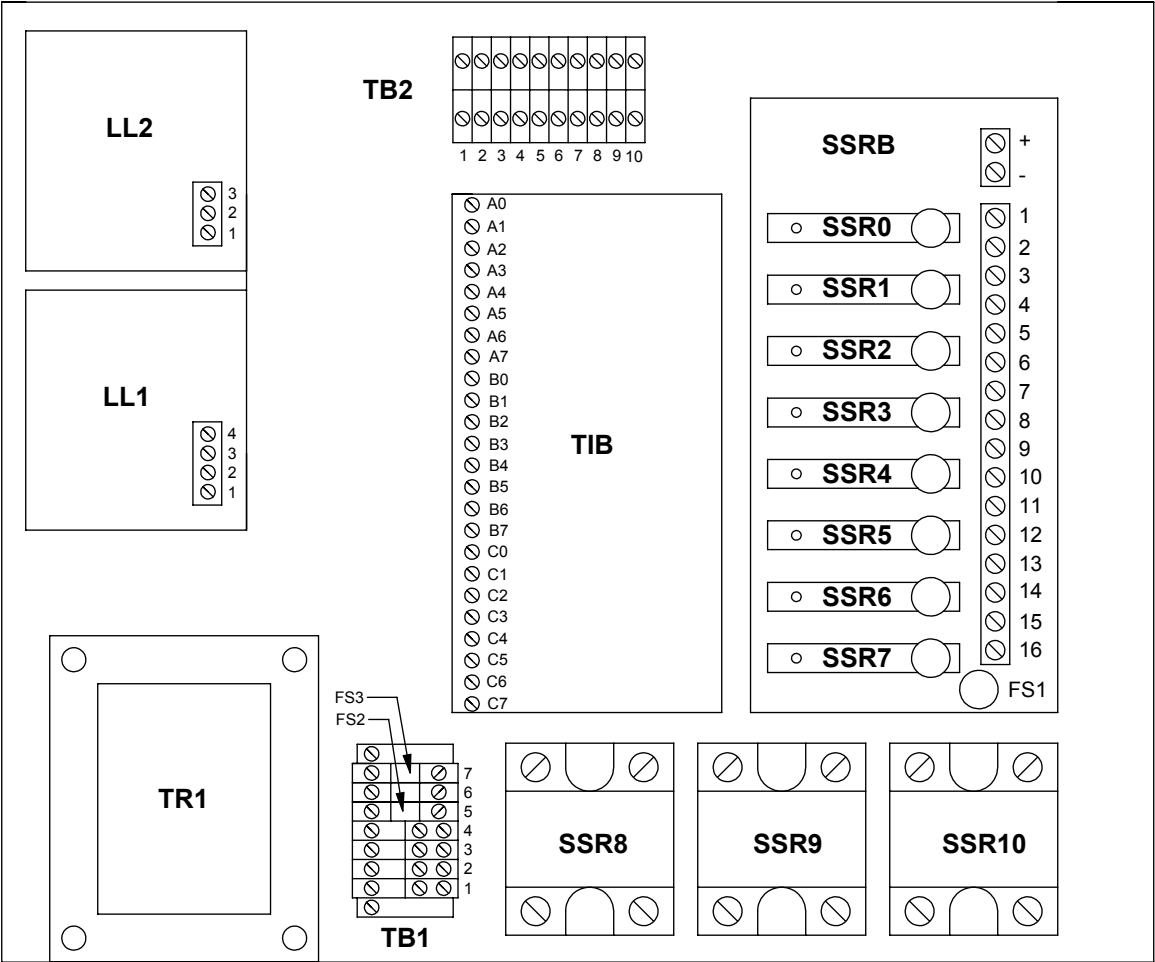 LL2
3
2
1
LL1
4
3
2
1
TB2
1 2 3 4 5 6 7 8 9 10
TIB
A0
A1
A2
A3
A4
A5
A6
A7
B0
B1
B2
B3
B4
B5
B6
B7
C0
C1
C2
C3
C4
C5
C6
C7
SSRB
+
-
SSR0
SSR1
SSR2
SSR3
SSR4
SSR5
SSR6
SSR7
1
2
3
4
5
6
7
8
9
10
11
12
13
14
15
16
FS1
TR1
FS3
FS2
7
6
5
4
3
2
1
TB1
SSR8
SSR9
SSR10